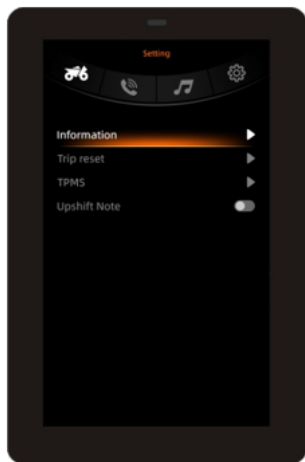 Setting
Information
Trip reset
TPMS
Upshift Note